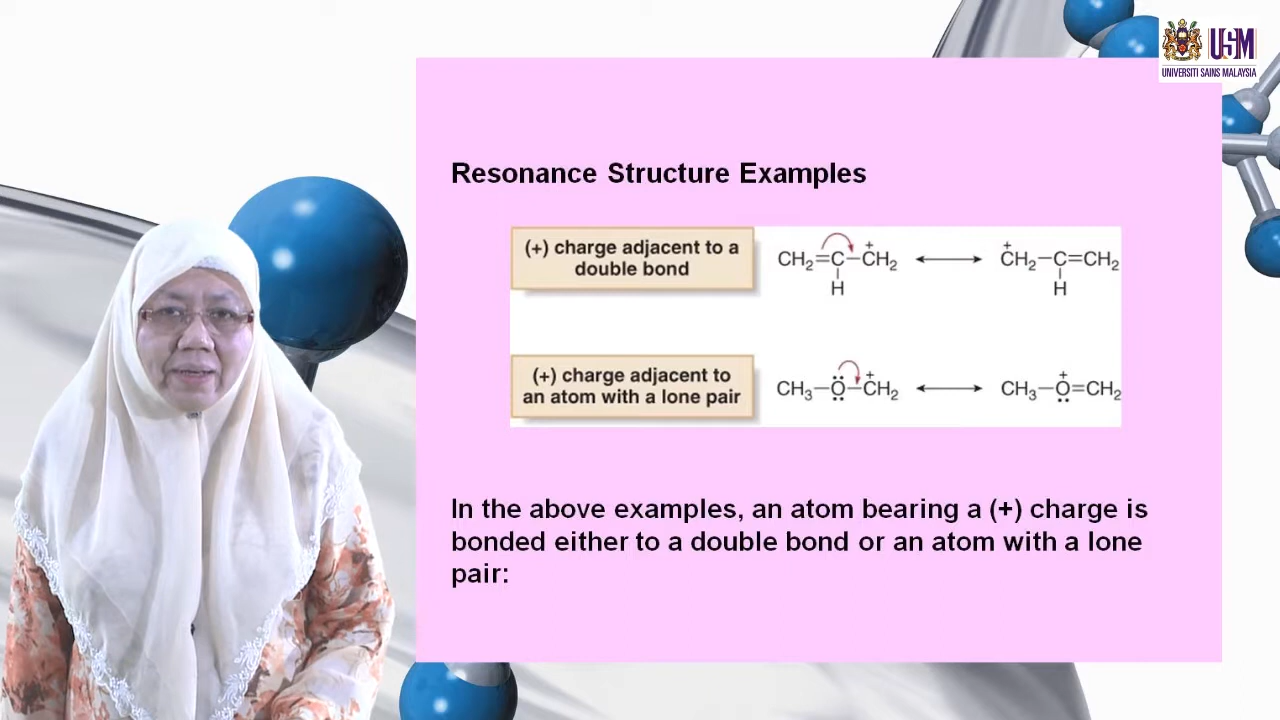 USM
UNIVERSITI SAINS MALAYSIA
Resonance Structure Examples
(+) charge adjacent to a
double bond
CH₂=C–CH₂ ⟷ CH₂–C=CH₂
+ +
H H
(+) charge adjacent to
an atom with a lone pair
CH₃–Ö–CH₂ ⟷ CH₃–O=CH₂
+ +
In the above examples, an atom bearing a (+) charge is
bonded either to a double bond or an atom with a lone
pair: